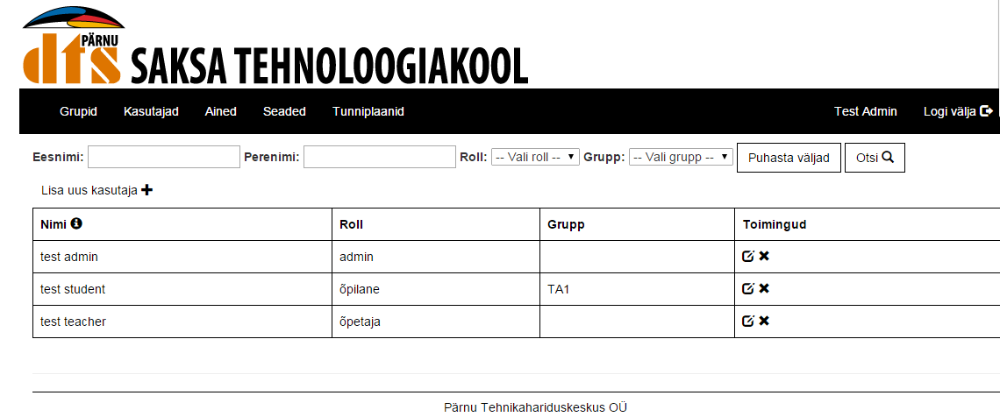 PÄRNU
dts SAKSA TEHNOLOOGIAKOOL
Grupid Kasutajad Ained Seaded Tunniplaanid Test Admin Logi välja
Eesnimi: Perenimi: Roll: -- Vali roll -- Grupp: -- Vali grupp -- Puhasta väljad Otsi
Lisa uus kasutaja
Nimi Roll Grupp Toimingud
test admin admin
test student õpilane TA1
test teacher õpetaja
Pärnu Tehnikahariduskeskus OÜ